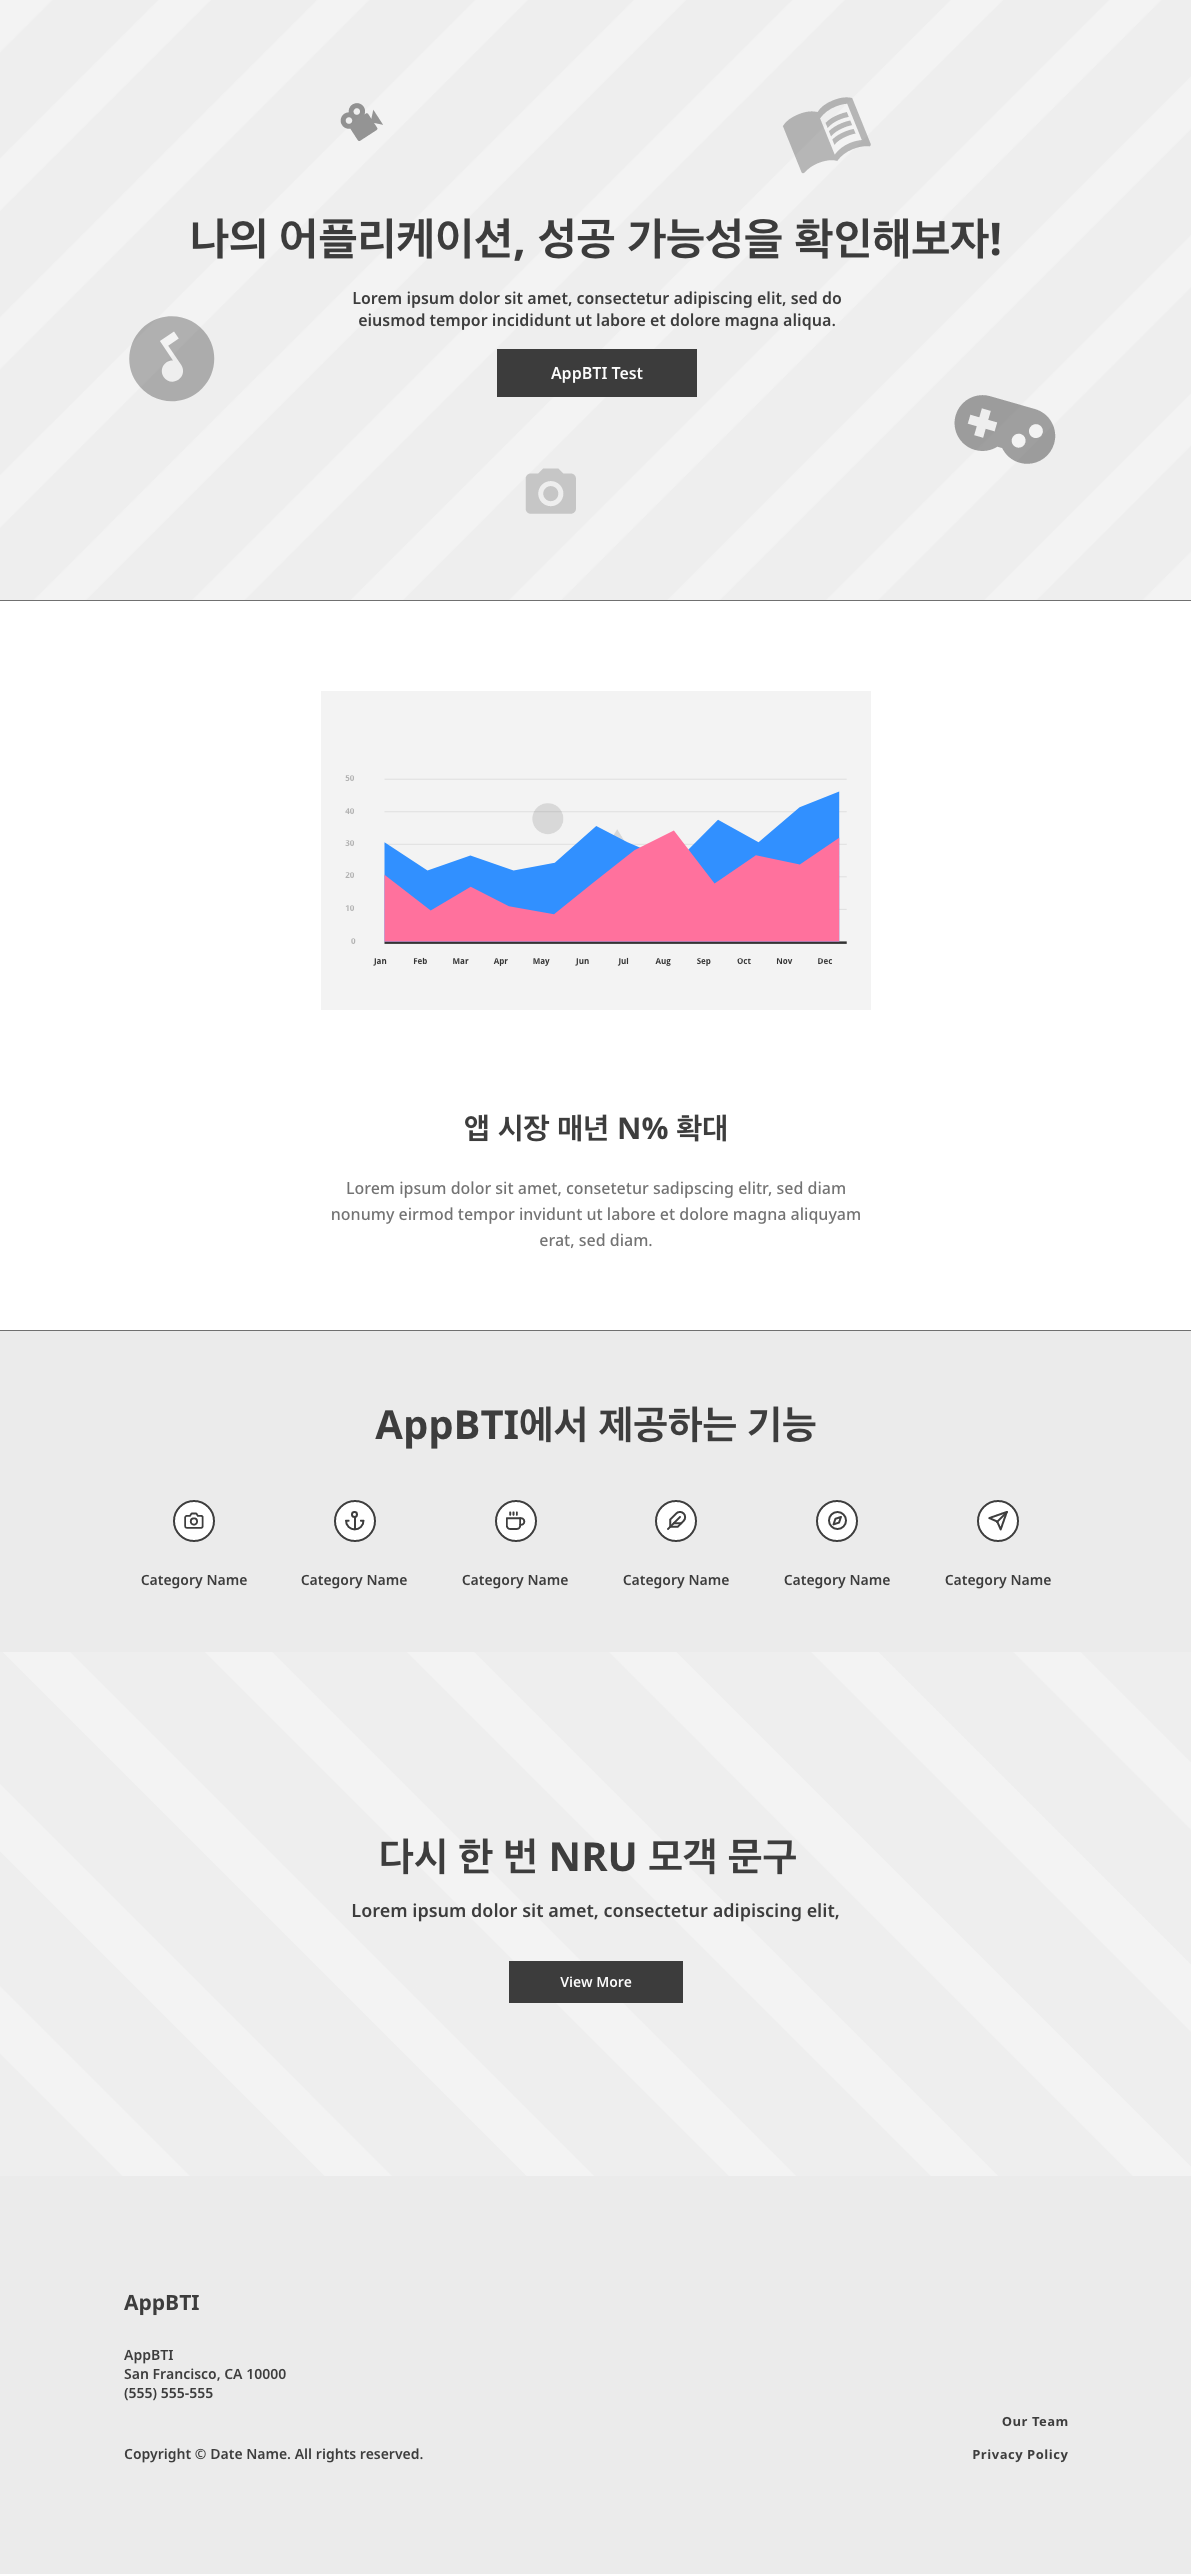 나의 어플리케이션, 성공 가능성을 확인해보자!
Lorem ipsum dolor sit amet, consectetur adipiscing elit, sed do
eiusmod tempor incididunt ut labore et dolore magna aliqua.
AppBTI Test
50
40
30
20
10
0
Jan Feb Mar Apr May Jun Jul Aug Sep Oct Nov Dec
앱 시장 매년 N% 확대
Lorem ipsum dolor sit amet, consetetur sadipscing elitr, sed diam
nonumy eirmod tempor invidunt ut labore et dolore magna aliquyam
erat, sed diam.
AppBTI에서 제공하는 기능
Category Name Category Name Category Name Category Name Category Name Category Name
다시 한 번 NRU 모객 문구
Lorem ipsum dolor sit amet, consectetur adipiscing elit,
View More
AppBTI
AppBTI
San Francisco, CA 10000
(555) 555-555
Our Team
Copyright © Date Name. All rights reserved.
Privacy Policy